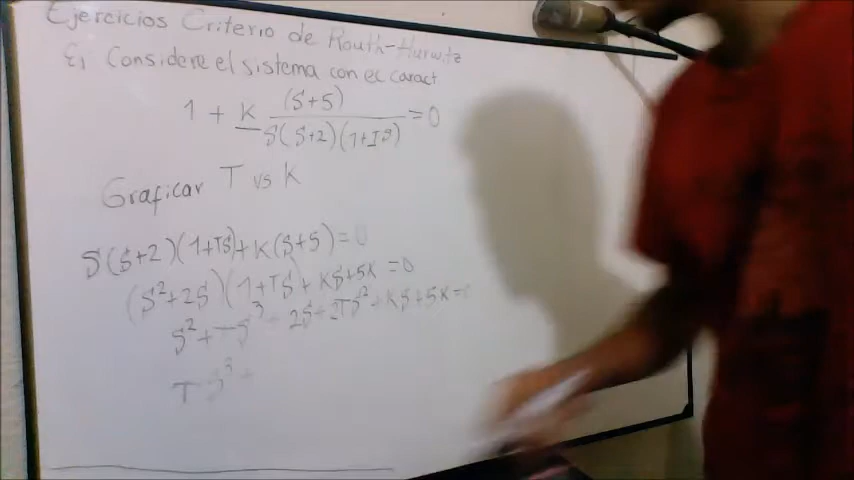 Ejercicios Criterio de Routh-Hurwitz
Ej Considere el sistema con ec caract
1 + K (S+5) / S(S+2)(1+TS) = 0
Graficar T vs K
S(S+2)(1+TS)+K(S+5)=0
(S²+2S)(1+TS)+KS+5K=0
S²+TS³+2S+2TS²+KS+5K=0
TS³+